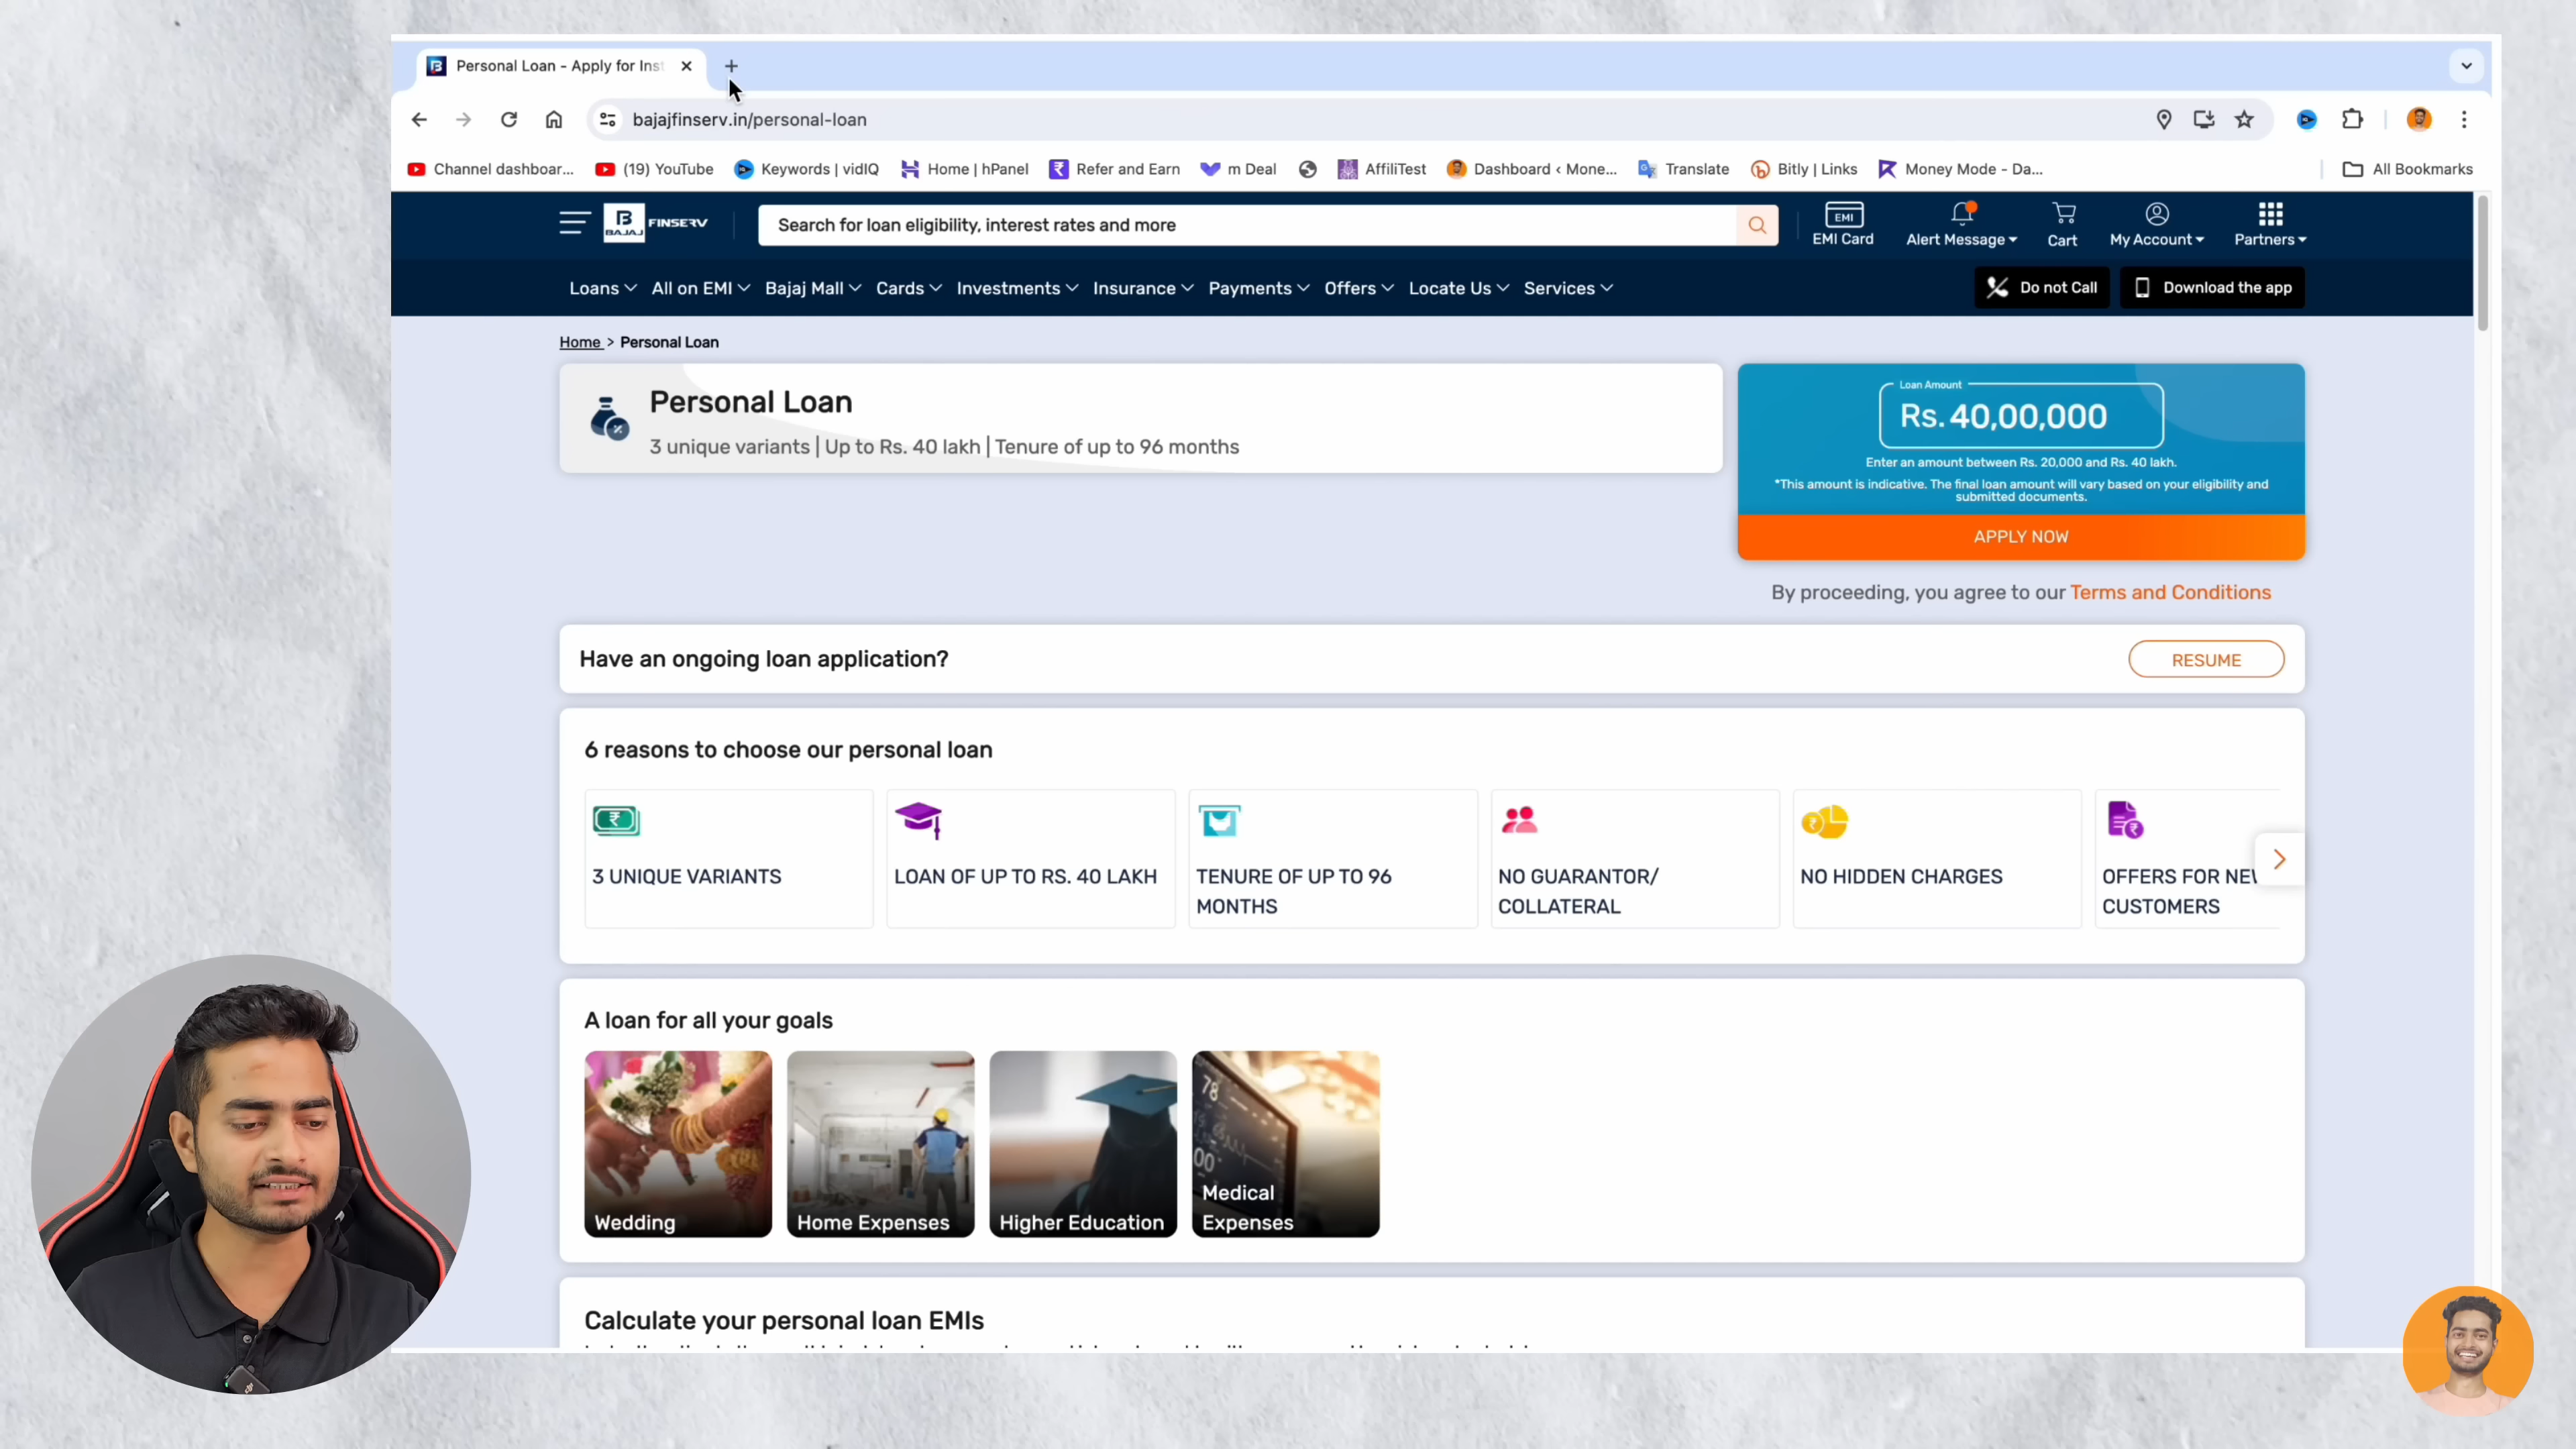 Personal Loan - Apply for Inst
bajajfinserv.in/personal-loan
Channel dashboar...
(19) YouTube
Keywords | vidIQ
Home | hPanel
Refer and Earn
m Deal
AffiliTest
Dashboard ‹ Mone...
Translate
Bitly | Links
Money Mode - Da...
All Bookmarks
BAJAJ FINSERV
Search for loan eligibility, interest rates and more
EMI
EMI Card
Alert Message
Cart
My Account
Partners
Loans
All on EMI
Bajaj Mall
Cards
Investments
Insurance
Payments
Offers
Locate Us
Services
Do not Call
Download the app
Home > Personal Loan
Personal Loan
3 unique variants | Up to Rs. 40 lakh | Tenure of up to 96 months
Loan Amount
Rs. 40,00,000
Enter an amount between Rs. 20,000 and Rs. 40 lakh.
*This amount is indicative. The final loan amount will vary based on your eligibility and
submitted documents.
APPLY NOW
By proceeding, you agree to our Terms and Conditions
Have an ongoing loan application?
RESUME
6 reasons to choose our personal loan
3 UNIQUE VARIANTS
LOAN OF UP TO RS. 40 LAKH
TENURE OF UP TO 96
MONTHS
NO GUARANTOR/
COLLATERAL
NO HIDDEN CHARGES
OFFERS FOR NEW
CUSTOMERS
A loan for all your goals
Wedding
Home Expenses
Higher Education
78
00
Medical
Expenses
Calculate your personal loan EMIs